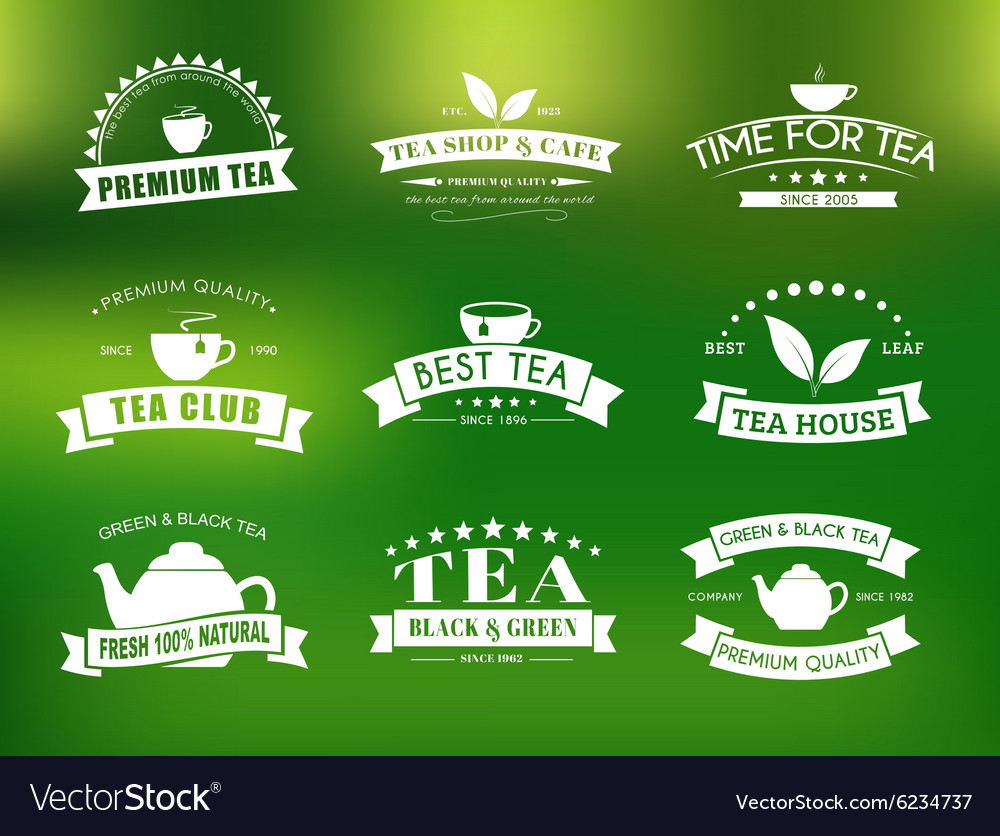 the best tea from around the world
PREMIUM TEA
ETC. 1923
TEA SHOP & CAFE
PREMIUM QUALITY
the best tea from around the world
TIME FOR TEA
SINCE 2005
PREMIUM QUALITY
SINCE 1990
TEA CLUB
BEST TEA
SINCE 1896
BEST LEAF
TEA HOUSE
GREEN & BLACK TEA
FRESH 100% NATURAL
TEA
BLACK & GREEN
SINCE 1962
GREEN & BLACK TEA
COMPANY SINCE 1982
PREMIUM QUALITY
VectorStock®
VectorStock.com/6234737